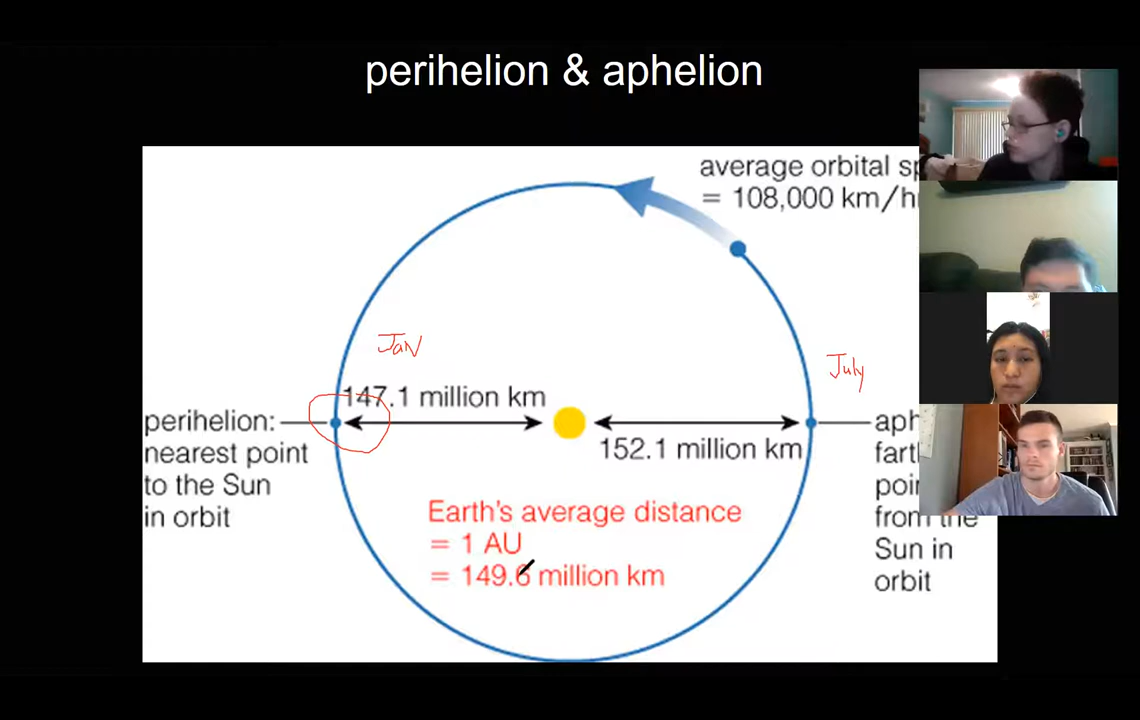 perihelion & aphelion
average orbital sp
= 108,000 km/h
Jan
July
147.1 million km
152.1 million km
perihelion:
nearest point
to the Sun
in orbit
aph
fart
poi
from the
Sun in
orbit
Earth's average distance
= 1 AU
= 149.6 million km